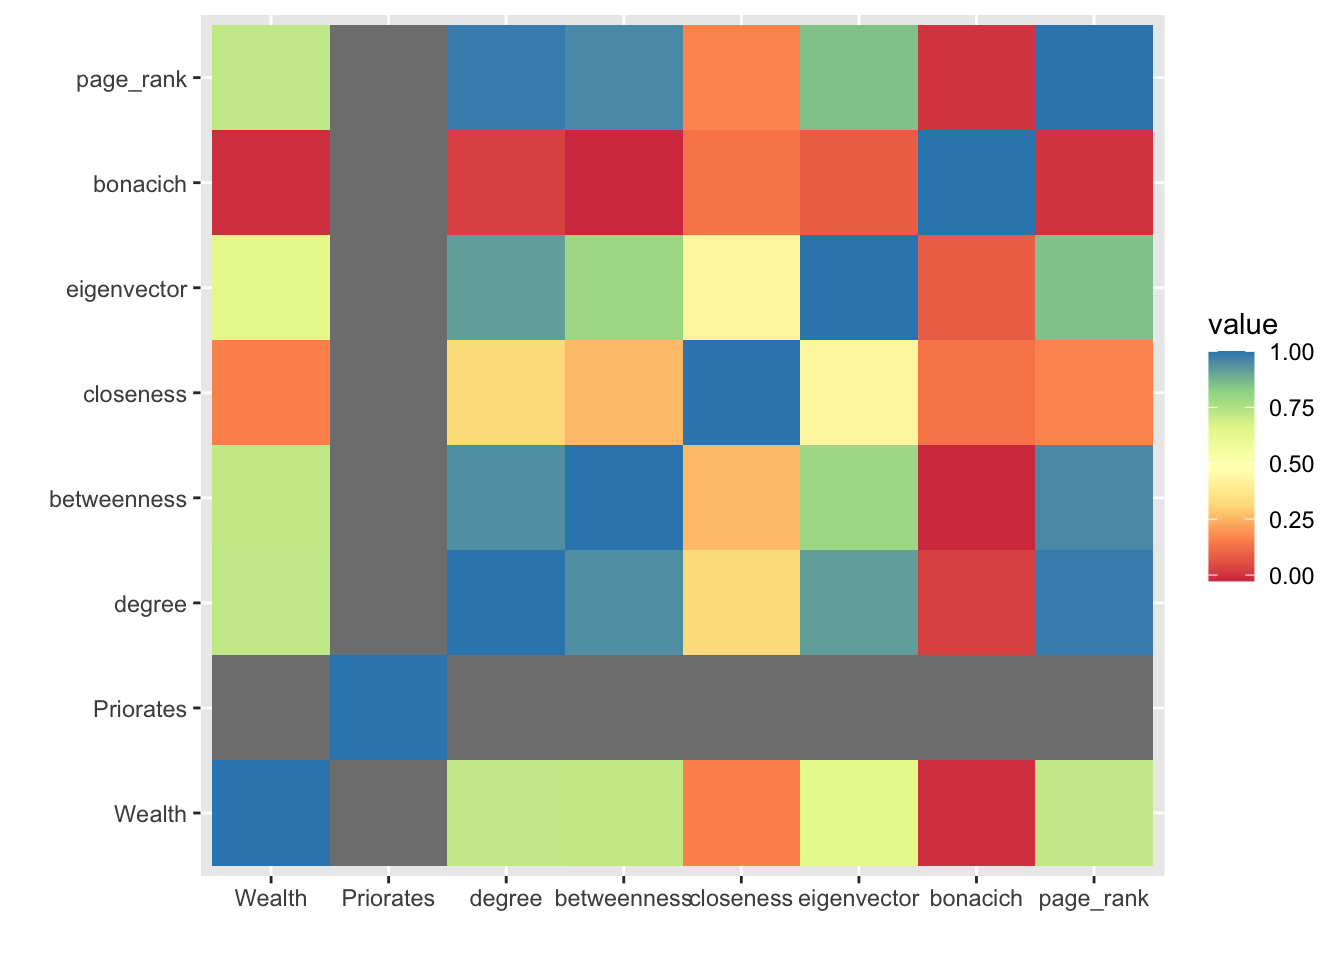 page_rank
bonacich
eigenvector
closeness
betweenness
degree
Priorates
Wealth
Wealth Priorates degree betweenness closeness eigenvector bonacich page_rank
value
1.00
0.75
0.50
0.25
0.00